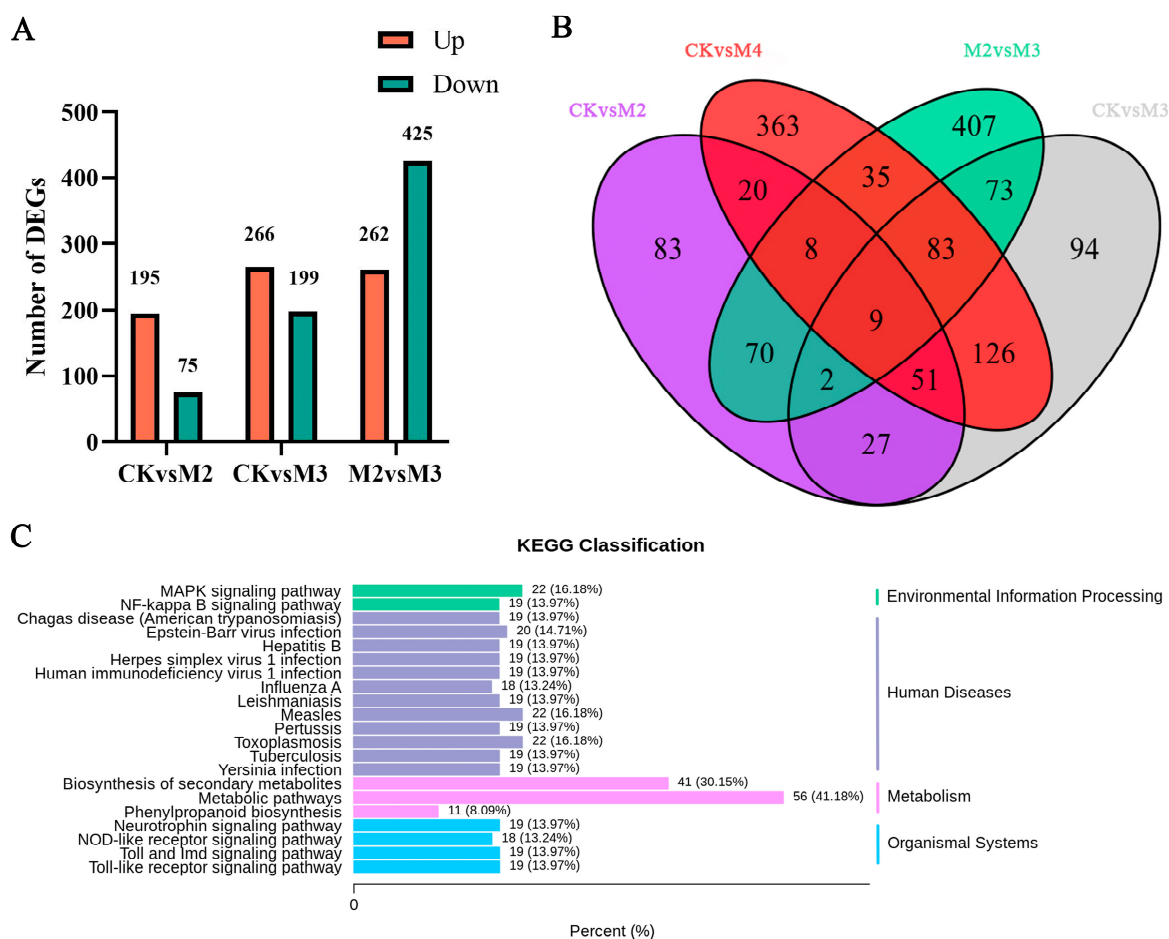 A
Up
Down
500
400
300
200
100
0
Number of DEGs
195
75
266
199
262
425
CKvsM2
CKvsM3
M2vsM3
B
CKvsM4
M2vsM3
CKvsM2
CKvsM3
363
407
20
35
73
83
8
83
94
9
70
2
51
126
27
C
KEGG Classification
MAPK signaling pathway 22 (16.18%)
NF-kappa B signaling pathway 19 (13.97%)
Chagas disease (American trypanosomiasis) 19 (13.97%)
Epstein-Barr virus infection 20 (14.71%)
Hepatitis B 19 (13.97%)
Herpes simplex virus 1 infection 19 (13.97%)
Human immunodeficiency virus 1 infection 19 (13.97%)
Influenza A 18 (13.24%)
Leishmaniasis 19 (13.97%)
Measles 22 (16.18%)
Pertussis 19 (13.97%)
Toxoplasmosis 22 (16.18%)
Tuberculosis 19 (13.97%)
Yersinia infection 19 (13.97%)
Biosynthesis of secondary metabolites 41 (30.15%)
Metabolic pathways 56 (41.18%)
Phenylpropanoid biosynthesis 11 (8.09%)
Neurotrophin signaling pathway 19 (13.97%)
NOD-like receptor signaling pathway 18 (13.24%)
Toll and Imd signaling pathway 19 (13.97%)
Toll-like receptor signaling pathway 19 (13.97%)
Environmental Information Processing
Human Diseases
Metabolism
Organismal Systems
0
Percent (%)